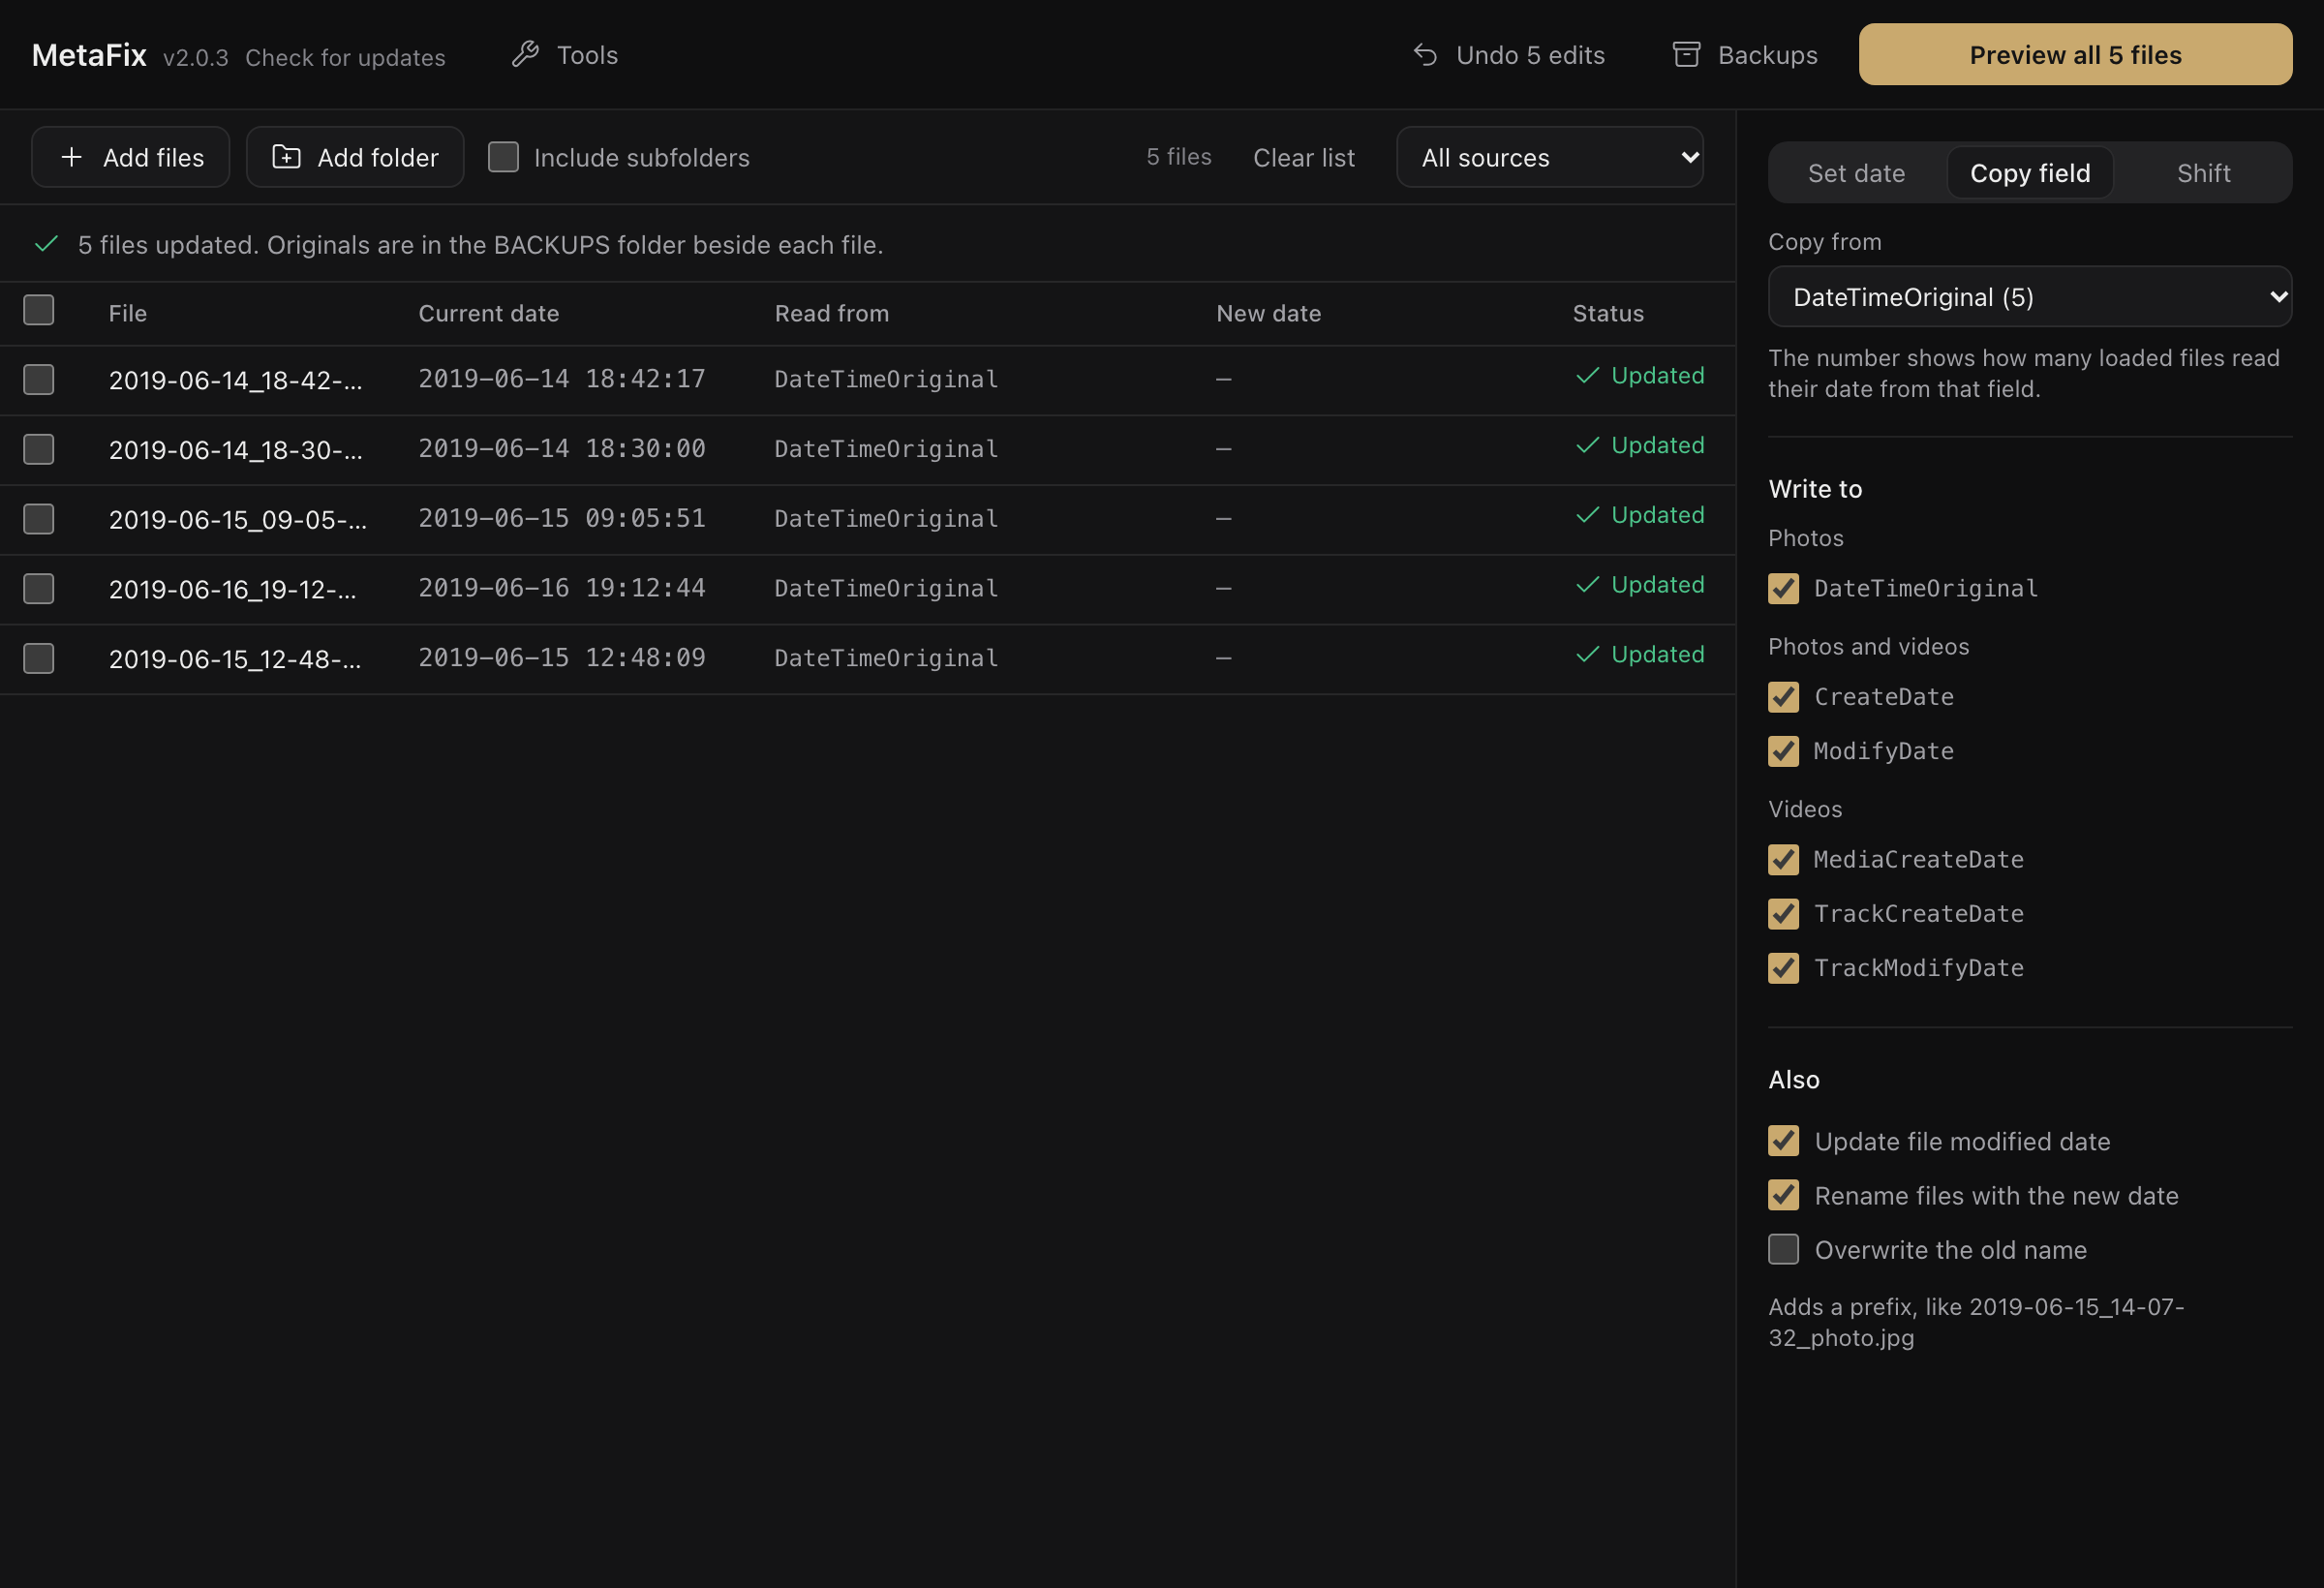 MetaFix v2.0.3 Check for updates Tools Undo 5 edits Backups Preview all 5 files
Add files Add folder Include subfolders 5 files Clear list All sources
5 files updated. Originals are in the BACKUPS folder beside each file.
File Current date Read from New date Status
2019-06-14_18-42-... 2019-06-14 18:42:17 DateTimeOriginal — Updated
2019-06-14_18-30-... 2019-06-14 18:30:00 DateTimeOriginal — Updated
2019-06-15_09-05-... 2019-06-15 09:05:51 DateTimeOriginal — Updated
2019-06-16_19-12-... 2019-06-16 19:12:44 DateTimeOriginal — Updated
2019-06-15_12-48-... 2019-06-15 12:48:09 DateTimeOriginal — Updated
Set date Copy field Shift
Copy from
DateTimeOriginal (5)
The number shows how many loaded files read
their date from that field.
Write to
Photos
DateTimeOriginal
Photos and videos
CreateDate
ModifyDate
Videos
MediaCreateDate
TrackCreateDate
TrackModifyDate
Also
Update file modified date
Rename files with the new date
Overwrite the old name
Adds a prefix, like 2019-06-15_14-07-
32_photo.jpg